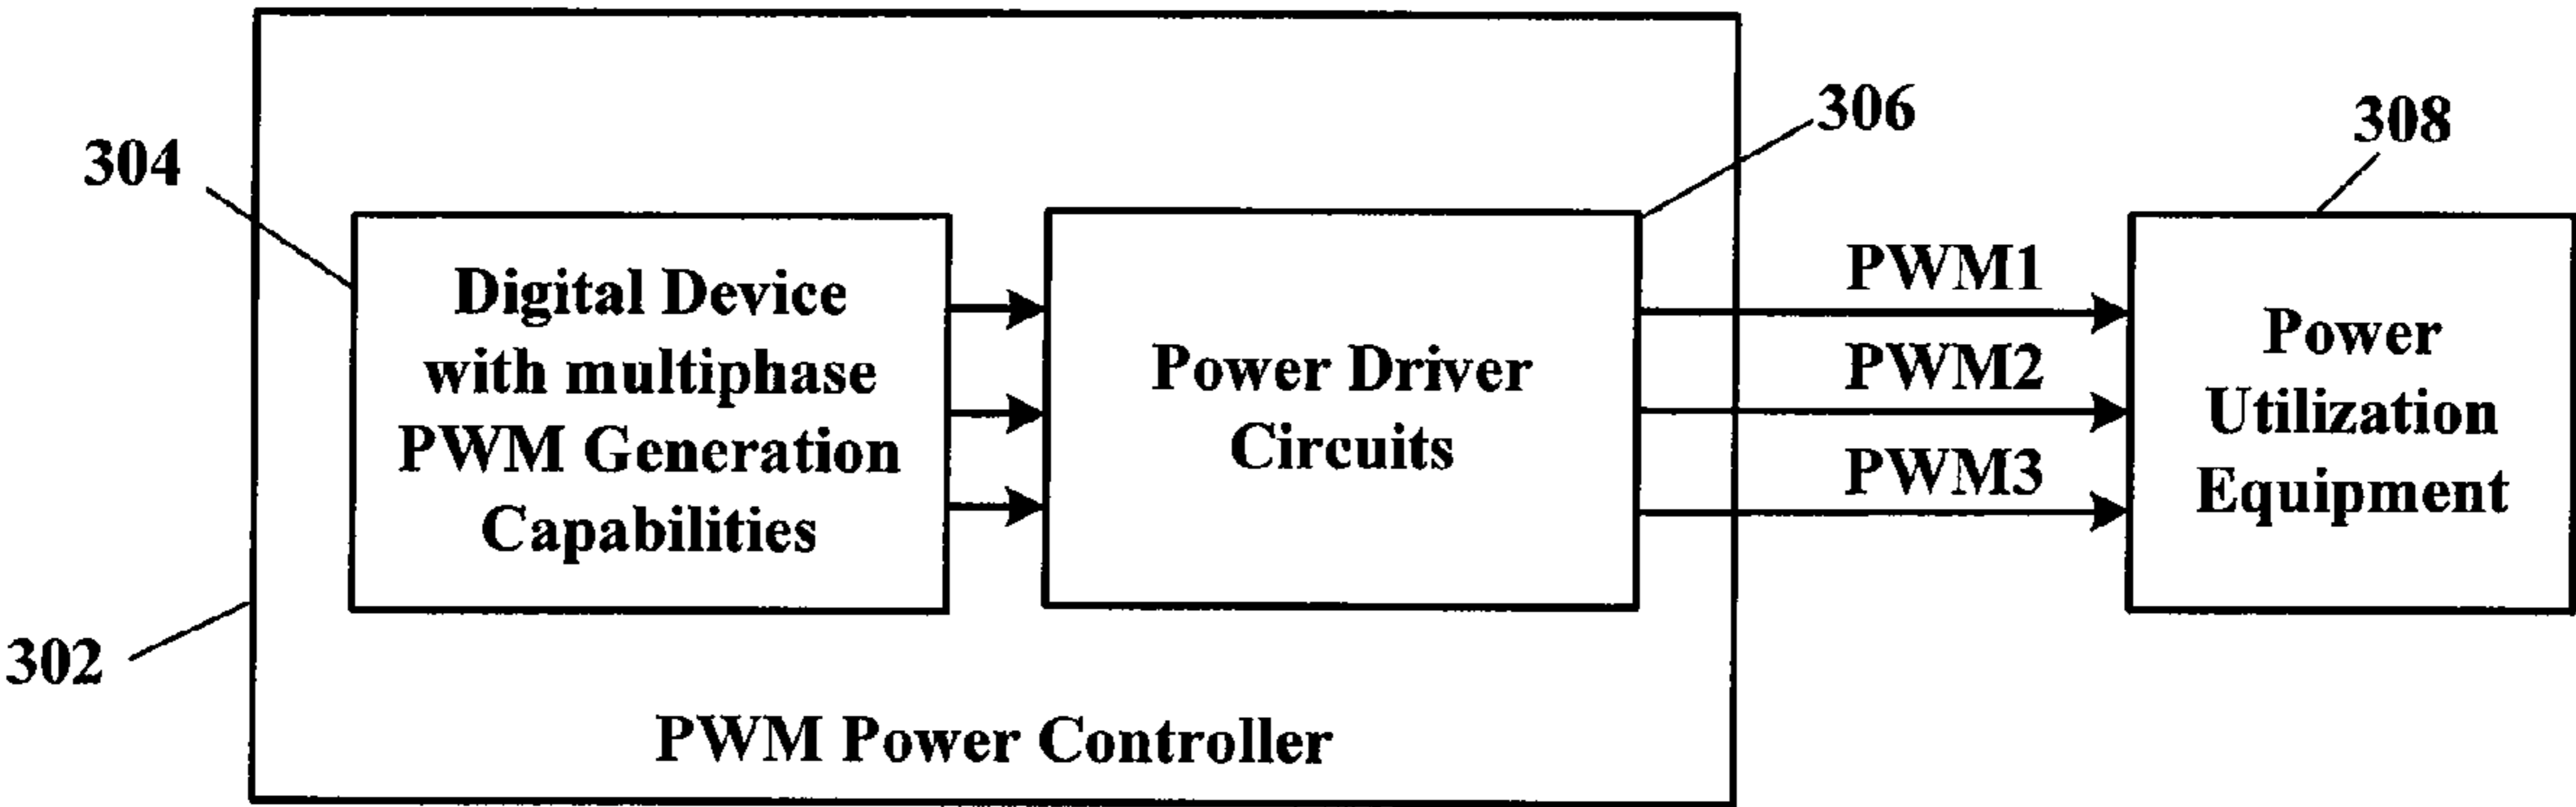 306
308
304
PWM1
Digital Device
with multiphase
PWM Generation
Capabilities
Power Driver
Circuits
PWM2
PWM3
Power
Utilization
Equipment
302
PWM Power Controller